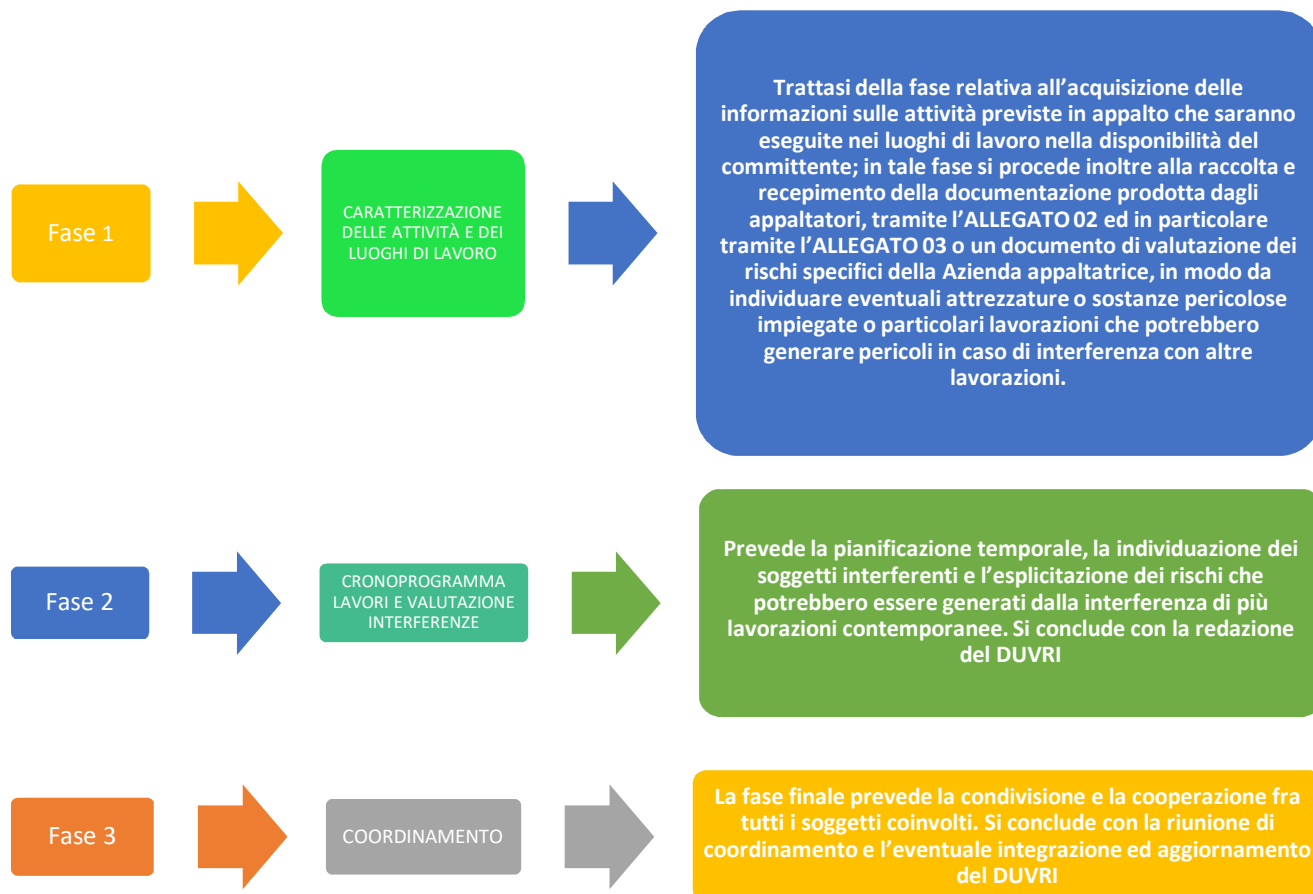 Fase 1
CARATTERIZZAZIONE
DELLE ATTIVITÀ E DEI
LUOGHI DI LAVORO
Trattasi della fase relativa all’acquisizione delle
informazioni sulle attività previste in appalto che saranno
eseguite nei luoghi di lavoro nella disponibilità del
committente; in tale fase si procede inoltre alla raccolta e
recepimento della documentazione prodotta dagli
appaltatori, tramite l’ALLEGATO 02 ed in particolare
tramite l’ALLEGATO 03 o un documento di valutazione dei
rischi specifici della Azienda appaltatrice, in modo da
individuare eventuali attrezzature o sostanze pericolose
impiegate o particolari lavorazioni che potrebbero
generare pericoli in caso di interferenza con altre
lavorazioni.
Fase 2
CRONOPROGRAMMA
LAVORI E VALUTAZIONE
INTERFERENZE
Prevede la pianificazione temporale, la individuazione dei
soggetti interferenti e l’esplicitazione dei rischi che
potrebbero essere generati dalla interferenza di più
lavorazioni contemporanee. Si conclude con la redazione
del DUVRI
Fase 3
COORDINAMENTO
La fase finale prevede la condivisione e la cooperazione fra
tutti i soggetti coinvolti. Si conclude con la riunione di
coordinamento e l’eventuale integrazione ed aggiornamento
del DUVRI